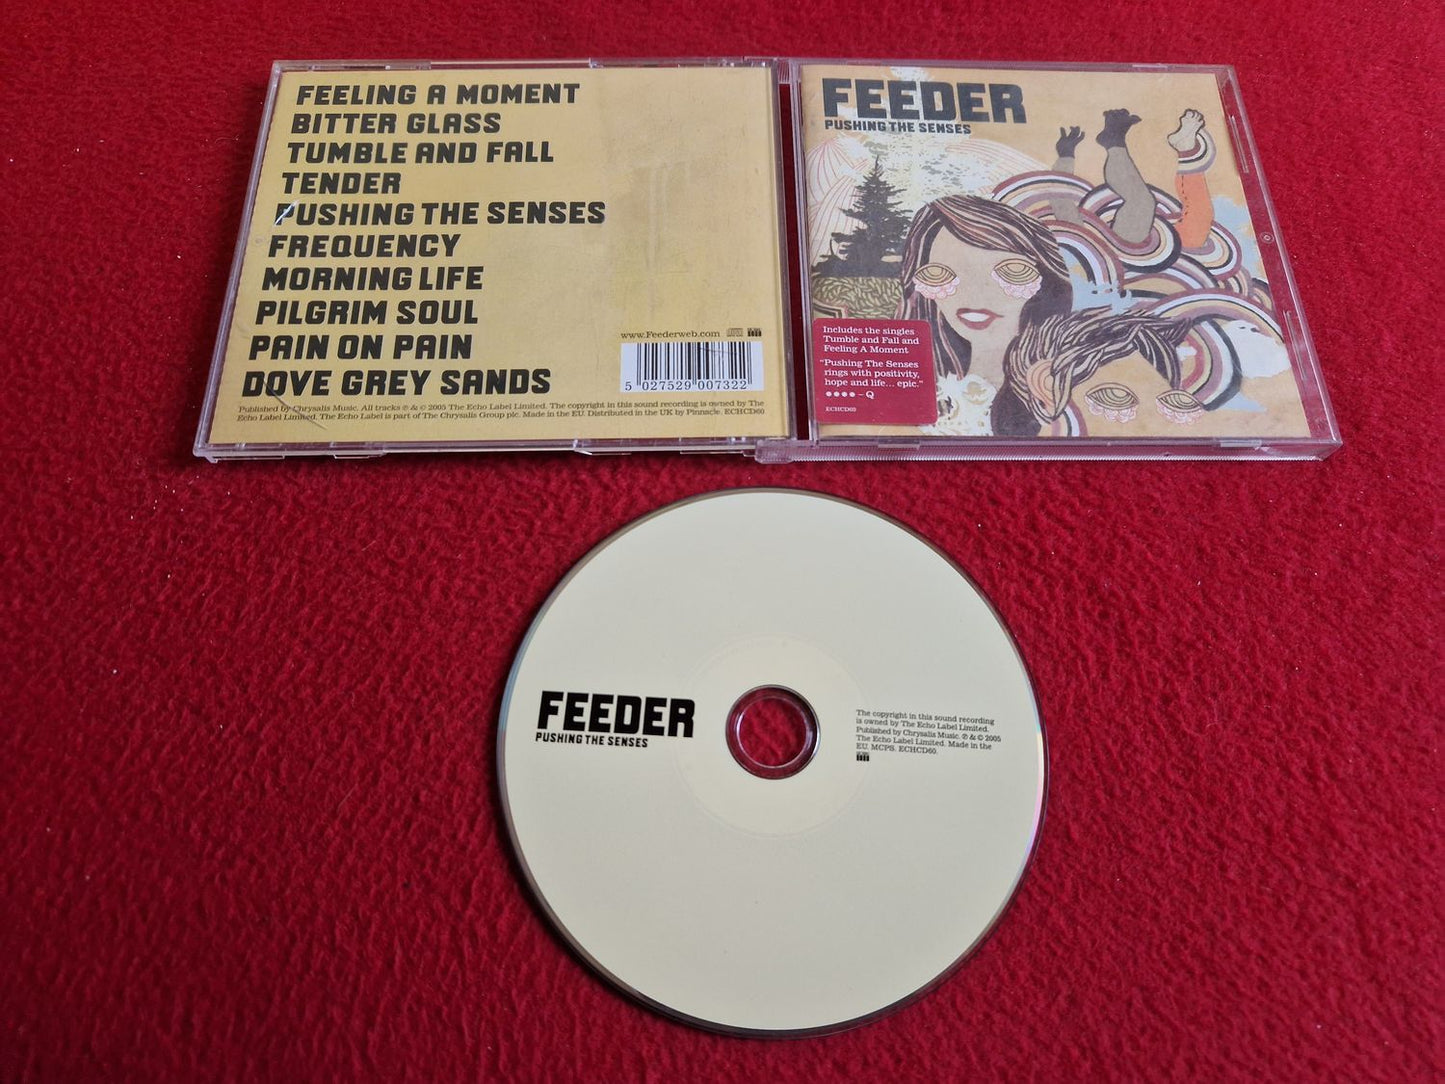 FEELING A MOMENT
BITTER GLASS
TUMBLE AND FALL
TENDER
PUSHING THE SENSES
FREQUENCY
MORNING LIFE
PILGRIM SOUL
PAIN ON PAIN
DOVE GREY SANDS
www.Feederweb.com
5 027529 007322
Published by Chrysalis Music. All tracks ℗ & © 2005 The Echo Label Limited. The copyright in this sound recording is owned by The
Echo Label Limited. The Echo Label is part of The Chrysalis Group plc. Made in the EU. Distributed in the UK by Pinnacle. ECHCD60
FEEDER
PUSHING THE SENSES
Includes the singles
Tumble and Fall and
Feeling A Moment
"Pushing The Senses
rings with positivity,
hope and life... epic."
●●●● – Q
ECHCD60
FEEDER
PUSHING THE SENSES
The copyright in this sound recording
is owned by The Echo Label Limited.
Published by Chrysalis Music. ℗ & © 2005
The Echo Label Limited. Made in the
EU. MCPS. ECHCD60.